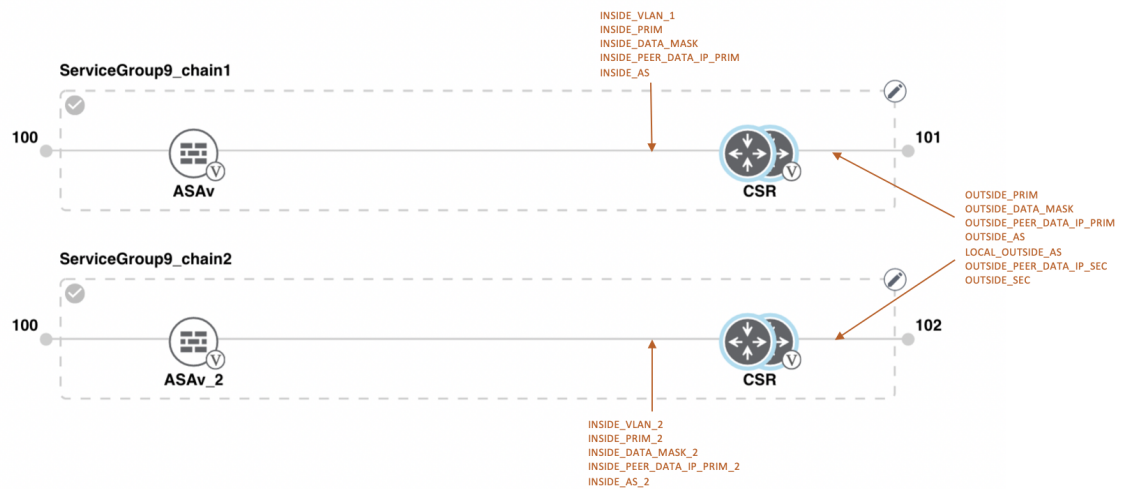 INSIDE_VLAN_1
INSIDE_PRIM
INSIDE_DATA_MASK
INSIDE_PEER_DATA_IP_PRIM
INSIDE_AS
ServiceGroup9_chain1
100
101
V
V
ASAv
CSR
OUTSIDE_PRIM
OUTSIDE_DATA_MASK
OUTSIDE_PEER_DATA_IP_PRIM
OUTSIDE_AS
LOCAL_OUTSIDE_AS
OUTSIDE_PEER_DATA_IP_SEC
OUTSIDE_SEC
ServiceGroup9_chain2
100
102
V
V
ASAv_2
CSR
INSIDE_VLAN_2
INSIDE_PRIM_2
INSIDE_DATA_MASK_2
INSIDE_PEER_DATA_IP_PRIM_2
INSIDE_AS_2